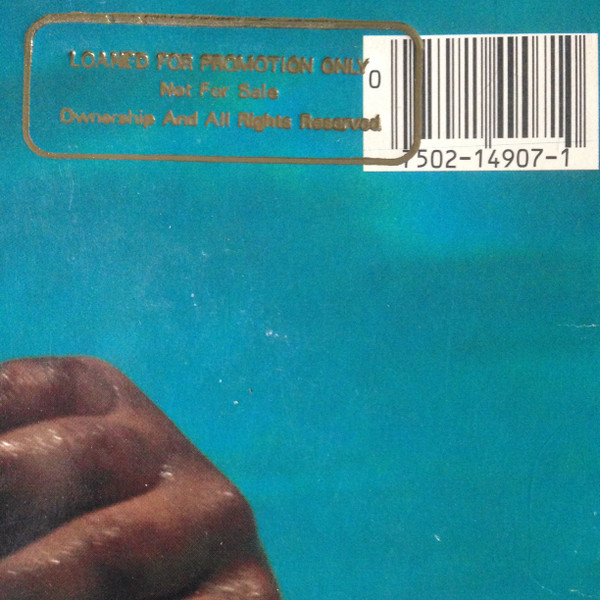 LOANED FOR PROMOTION ONLY
Not For Sale
Ownership And All Rights Reserved
0
7502-14907-1